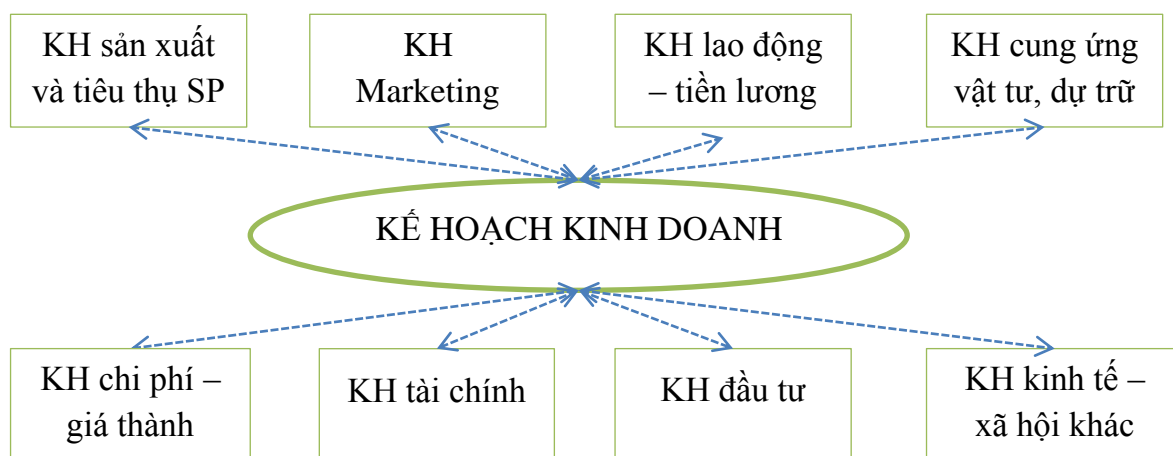 KH sản xuất
và tiêu thụ SP
KH
Marketing
KH lao động
– tiền lương
KH cung ứng
vật tư, dự trữ
KẾ HOẠCH KINH DOANH
KH chi phí –
giá thành
KH tài chính
KH đầu tư
KH kinh tế –
xã hội khác